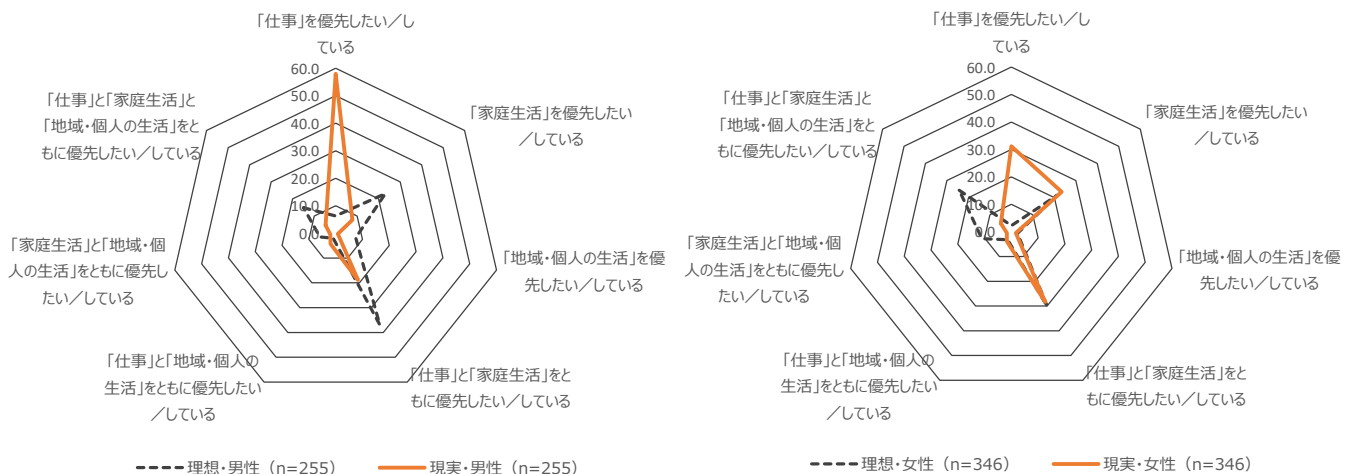 「仕事」を優先したい／し
ている
60.0
50.0
40.0
30.0
20.0
10.0
0.0
「家庭生活」を優先したい
／している
「地域・個人の生活」を優
先したい／している
「仕事」と「家庭生活」をと
もに優先したい／している
「仕事」と「地域・個人の
生活」をともに優先したい
／している
「家庭生活」と「地域・個
人の生活」をともに優先し
たい／している
「仕事」と「家庭生活」と
「地域・個人の生活」をと
もに優先したい／している
理想・男性（n=255）
現実・男性（n=255）
「仕事」を優先したい／し
ている
60.0
50.0
40.0
30.0
20.0
10.0
0.0
「家庭生活」を優先したい
／している
「地域・個人の生活」を優
先したい／している
「仕事」と「家庭生活」をと
もに優先したい／している
「仕事」と「地域・個人の
生活」をともに優先したい
／している
「家庭生活」と「地域・個
人の生活」をともに優先し
たい／している
「仕事」と「家庭生活」と
「地域・個人の生活」をと
もに優先したい／している
理想・女性（n=346）
現実・女性（n=346）